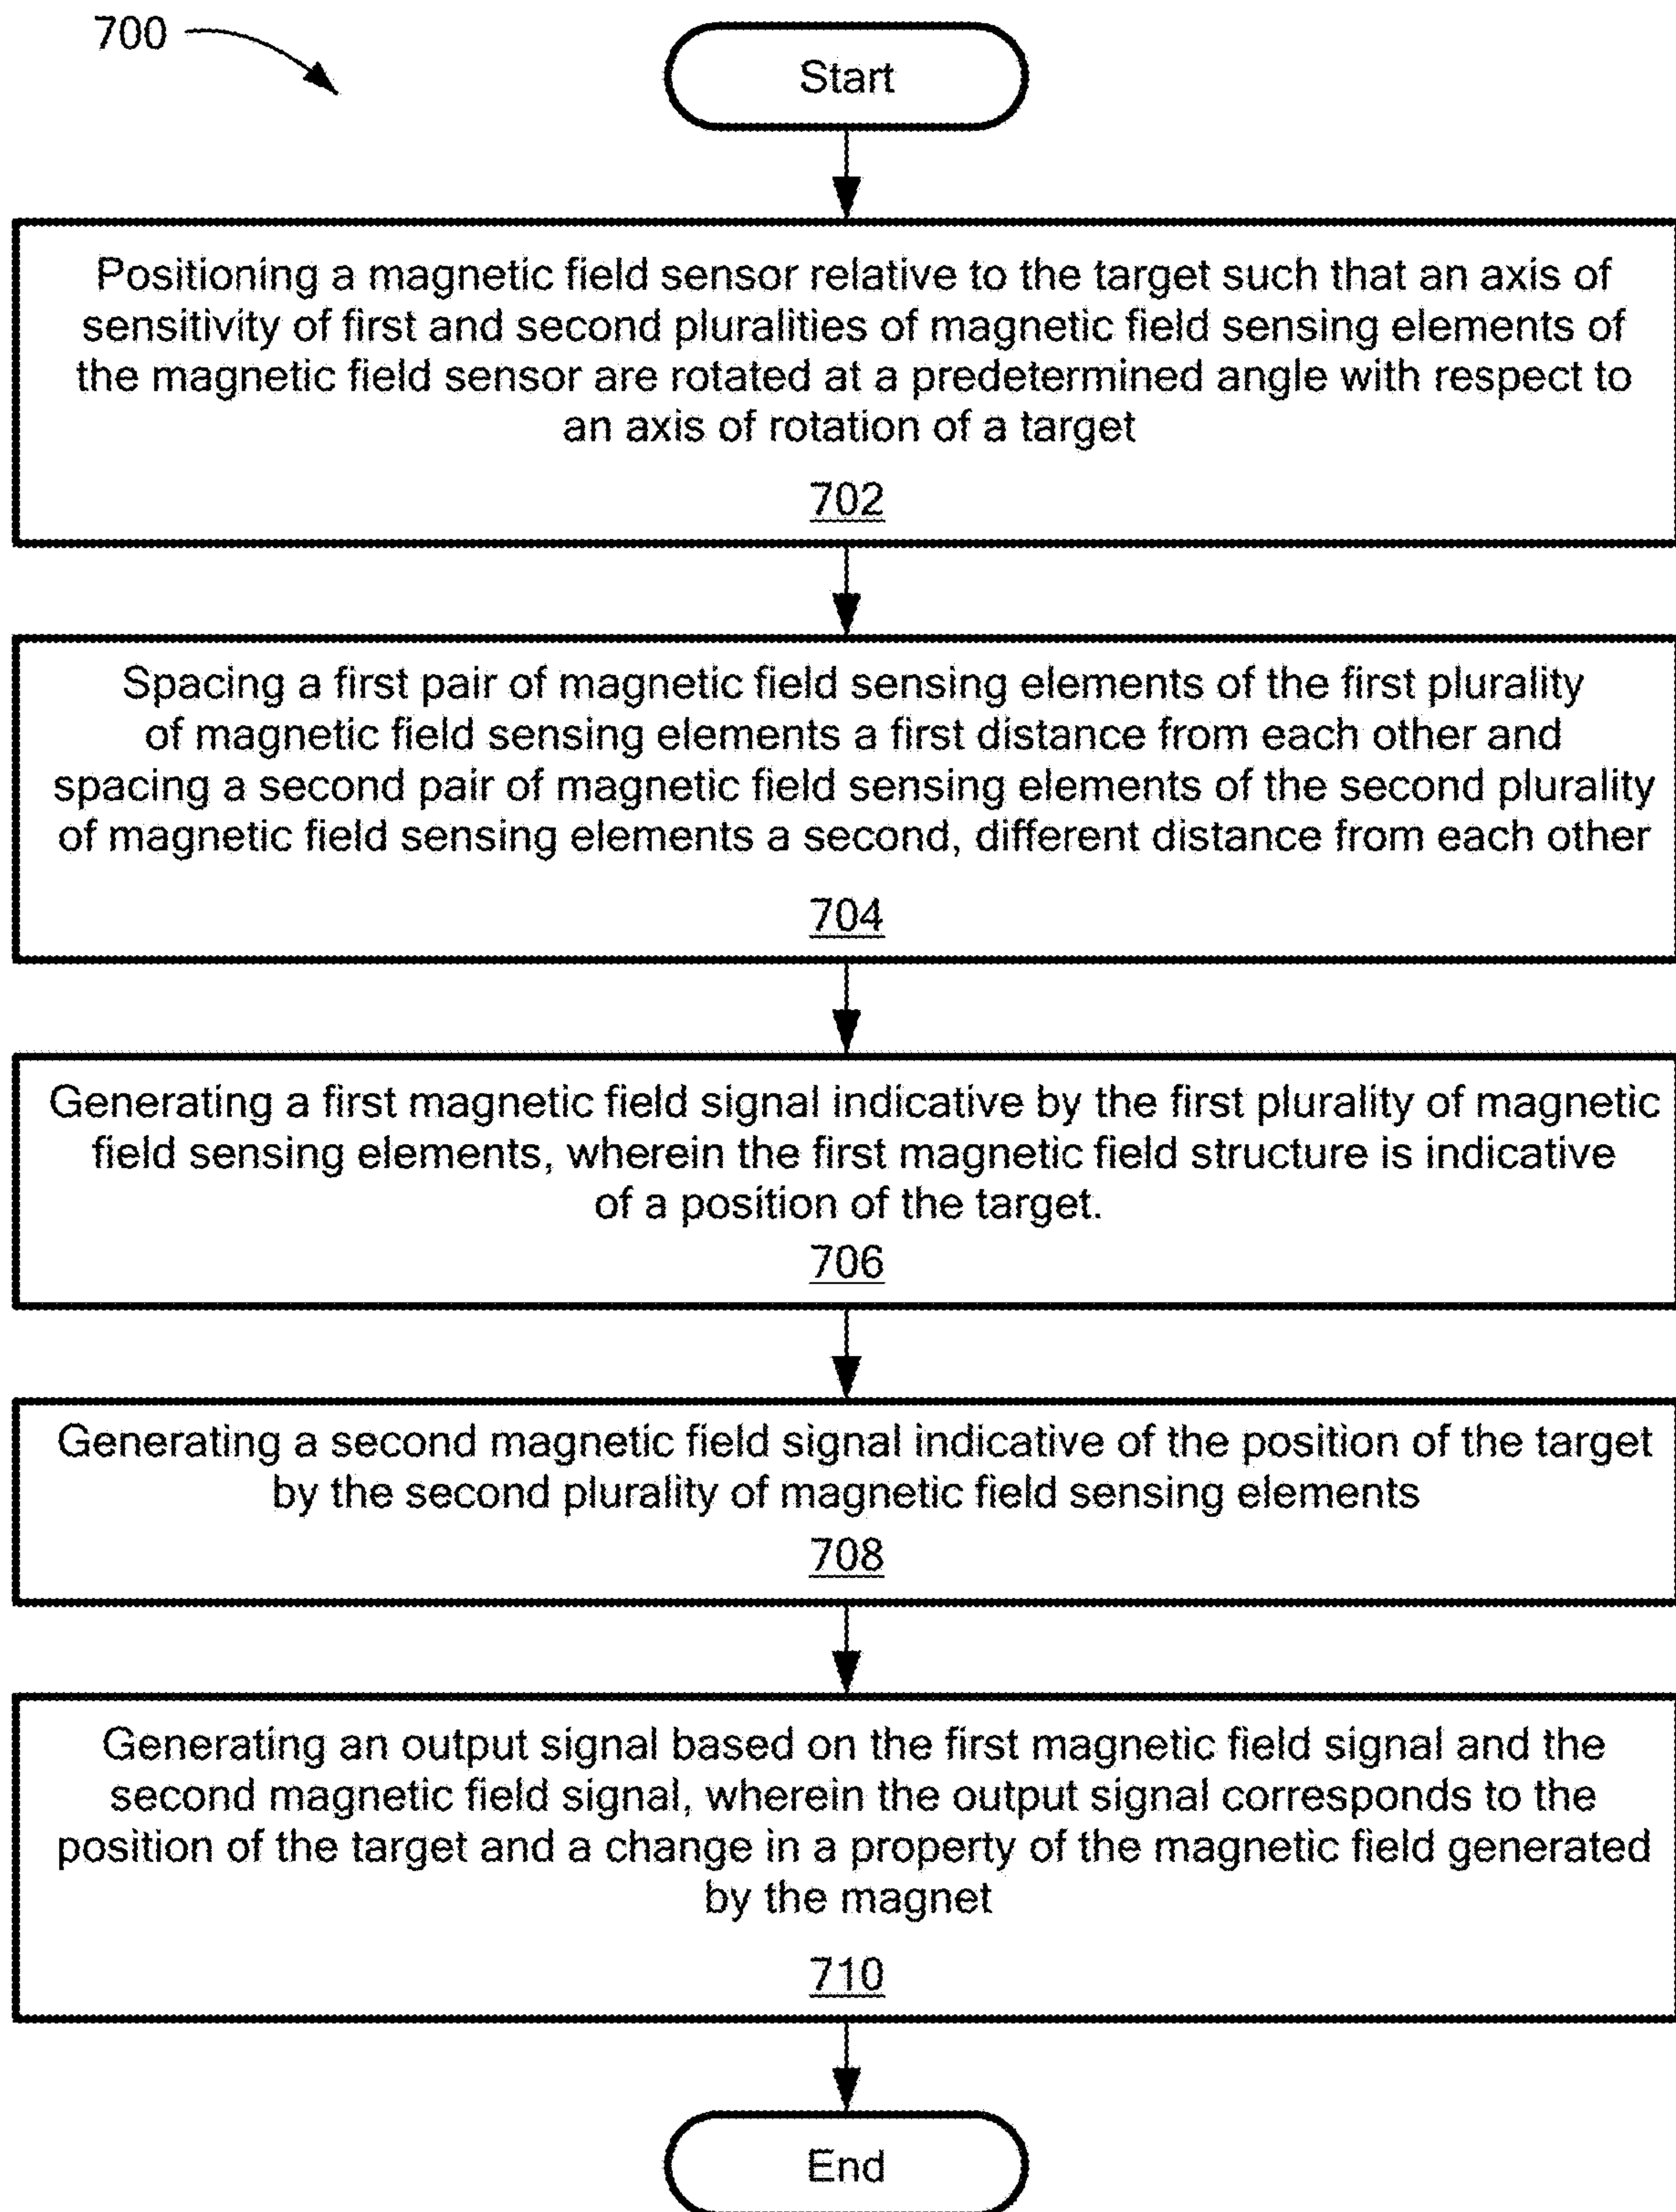 700
Start
Positioning a magnetic field sensor relative to the target such that an axis of
sensitivity of first and second pluralities of magnetic field sensing elements of
the magnetic field sensor are rotated at a predetermined angle with respect to
an axis of rotation of a target
702
Spacing a first pair of magnetic field sensing elements of the first plurality
of magnetic field sensing elements a first distance from each other and
spacing a second pair of magnetic field sensing elements of the second plurality
of magnetic field sensing elements a second, different distance from each other
704
Generating a first magnetic field signal indicative by the first plurality of magnetic
field sensing elements, wherein the first magnetic field structure is indicative
of a position of the target.
706
Generating a second magnetic field signal indicative of the position of the target
by the second plurality of magnetic field sensing elements
708
Generating an output signal based on the first magnetic field signal and the
second magnetic field signal, wherein the output signal corresponds to the
position of the target and a change in a property of the magnetic field generated
by the magnet
710
End